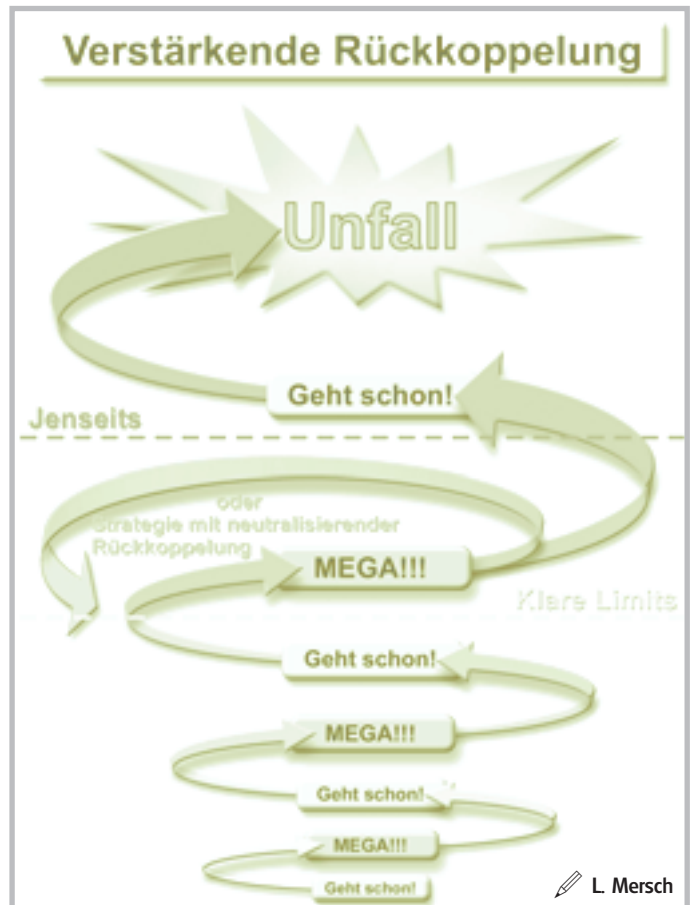 Verstärkende Rückkoppelung
Unfall
Geht schon!
Jenseits
oder
Strategie mit neutralisierender
Rückkoppelung
MEGA!!!
Klare Limits
Geht schon!
MEGA!!!
Geht schon!
MEGA!!!
Geht schon!
L. Mersch